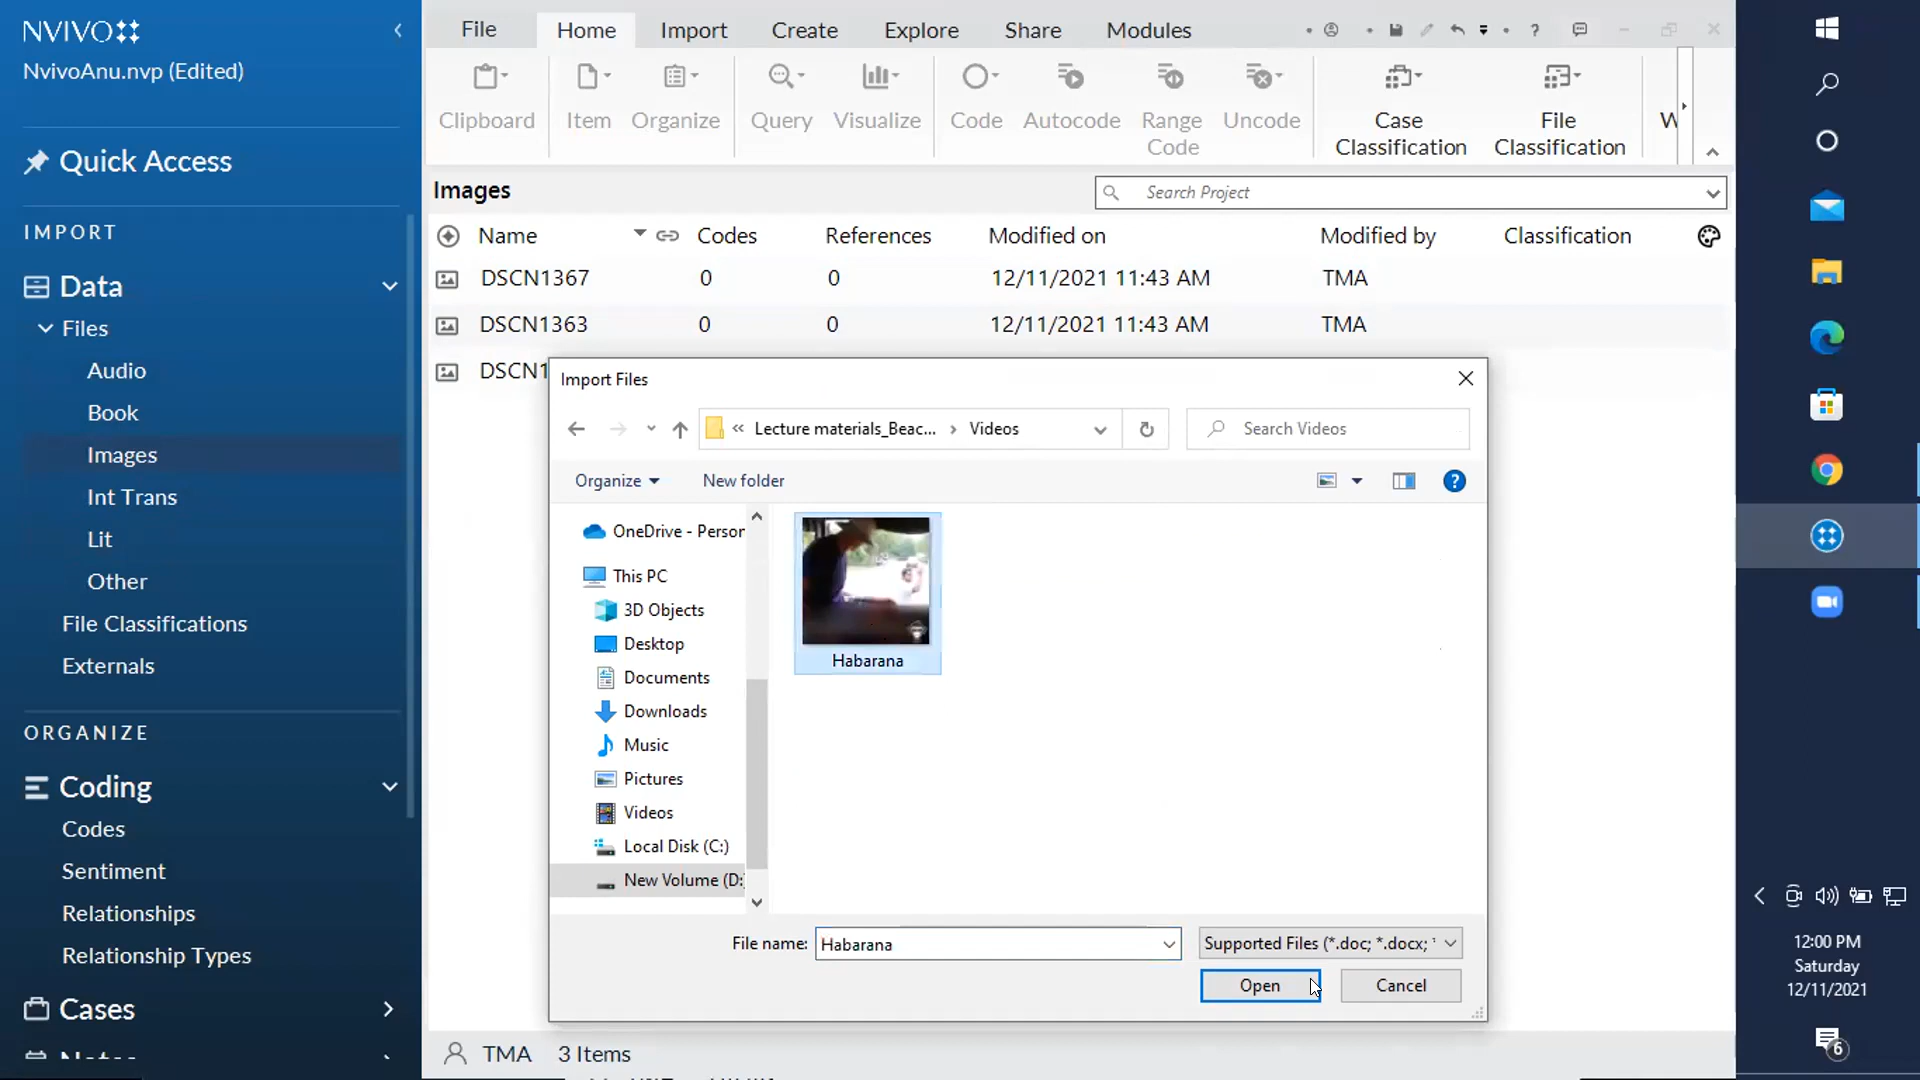 NVIVO
NvivoAnu.nvp (Edited)
Quick Access
IMPORT
Data
Files
Audio
Book
Images
Int Trans
Lit
Other
File Classifications
Externals
ORGANIZE
Coding
Codes
Sentiment
Relationships
Relationship Types
Cases
File Home Import Create Explore Share Modules
Clipboard Item Organize Query Visualize Code Autocode Range Code Uncode Case Classification File Classification W
Images
Search Project
Name Codes References Modified on Modified by Classification
DSCN1367 0 0 12/11/2021 11:43 AM TMA
DSCN1363 0 0 12/11/2021 11:43 AM TMA
DSCN1
Import Files
« Lecture materials_Beac... › Videos
Search Videos
Organize New folder
OneDrive - Person
This PC
3D Objects
Desktop
Documents
Downloads
Music
Pictures
Videos
Local Disk (C:)
New Volume (D:
Habarana
File name: Habarana
Supported Files (*.doc; *.docx; *
Open Cancel
TMA 3 Items
12:00 PM
Saturday
12/11/2021
6